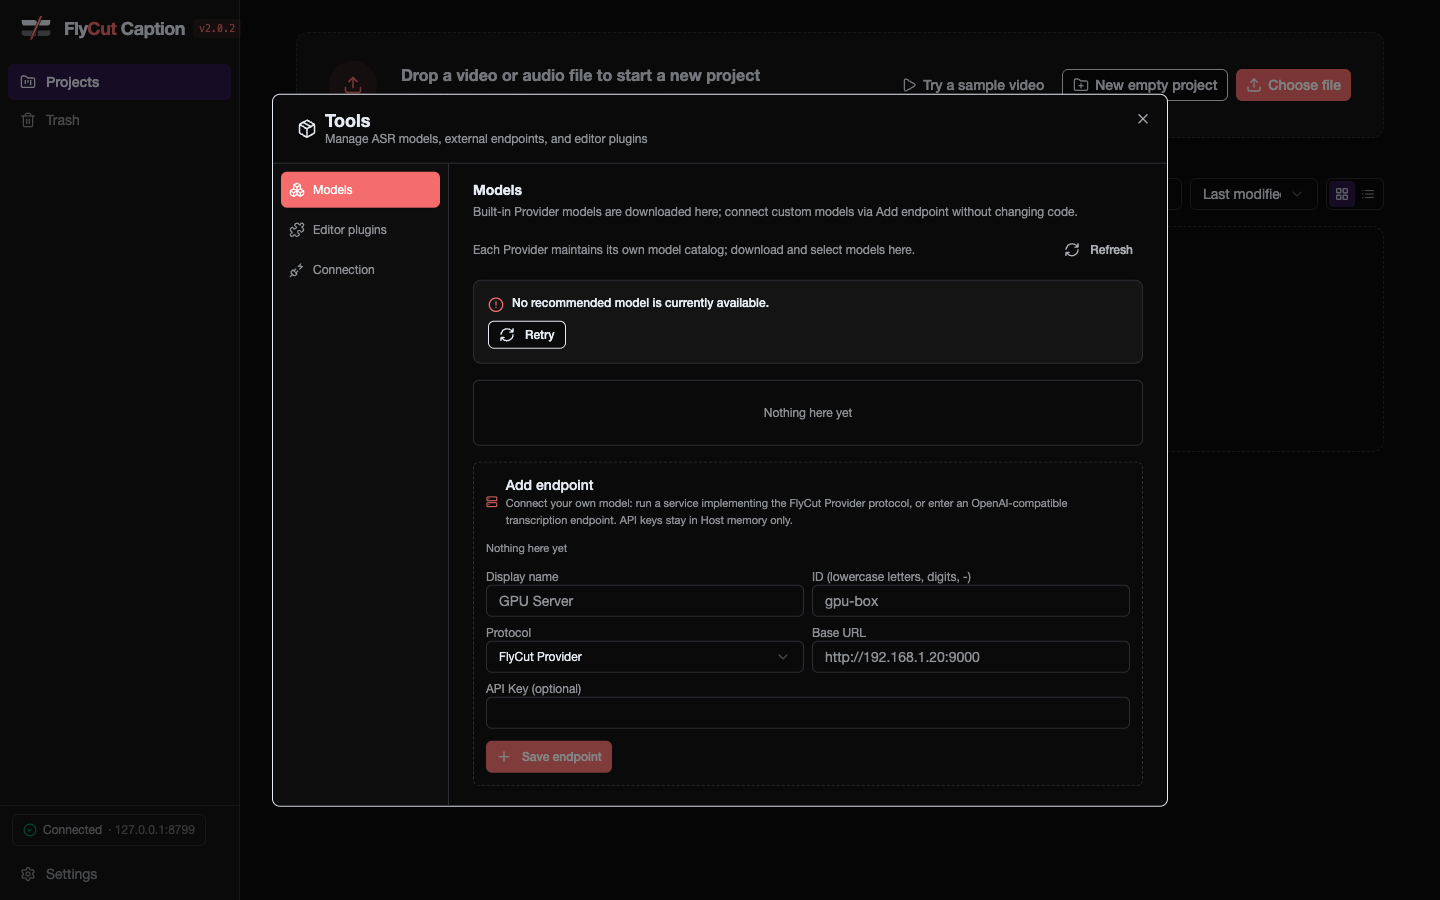 FlyCut Caption v2.0.2
Projects
Trash
Drop a video or audio file to start a new project
Try a sample video
New empty project
Choose file
Last modifie
Tools
Manage ASR models, external endpoints, and editor plugins
Models
Editor plugins
Connection
Models
Built-in Provider models are downloaded here; connect custom models via Add endpoint without changing code.
Each Provider maintains its own model catalog; download and select models here.
Refresh
No recommended model is currently available.
Retry
Nothing here yet
Add endpoint
Connect your own model: run a service implementing the FlyCut Provider protocol, or enter an OpenAI-compatible
transcription endpoint. API keys stay in Host memory only.
Nothing here yet
Display name
ID (lowercase letters, digits, -)
GPU Server
gpu-box
Protocol
Base URL
FlyCut Provider
http://192.168.1.20:9000
API Key (optional)
Save endpoint
Connected · 127.0.0.1:8799
Settings